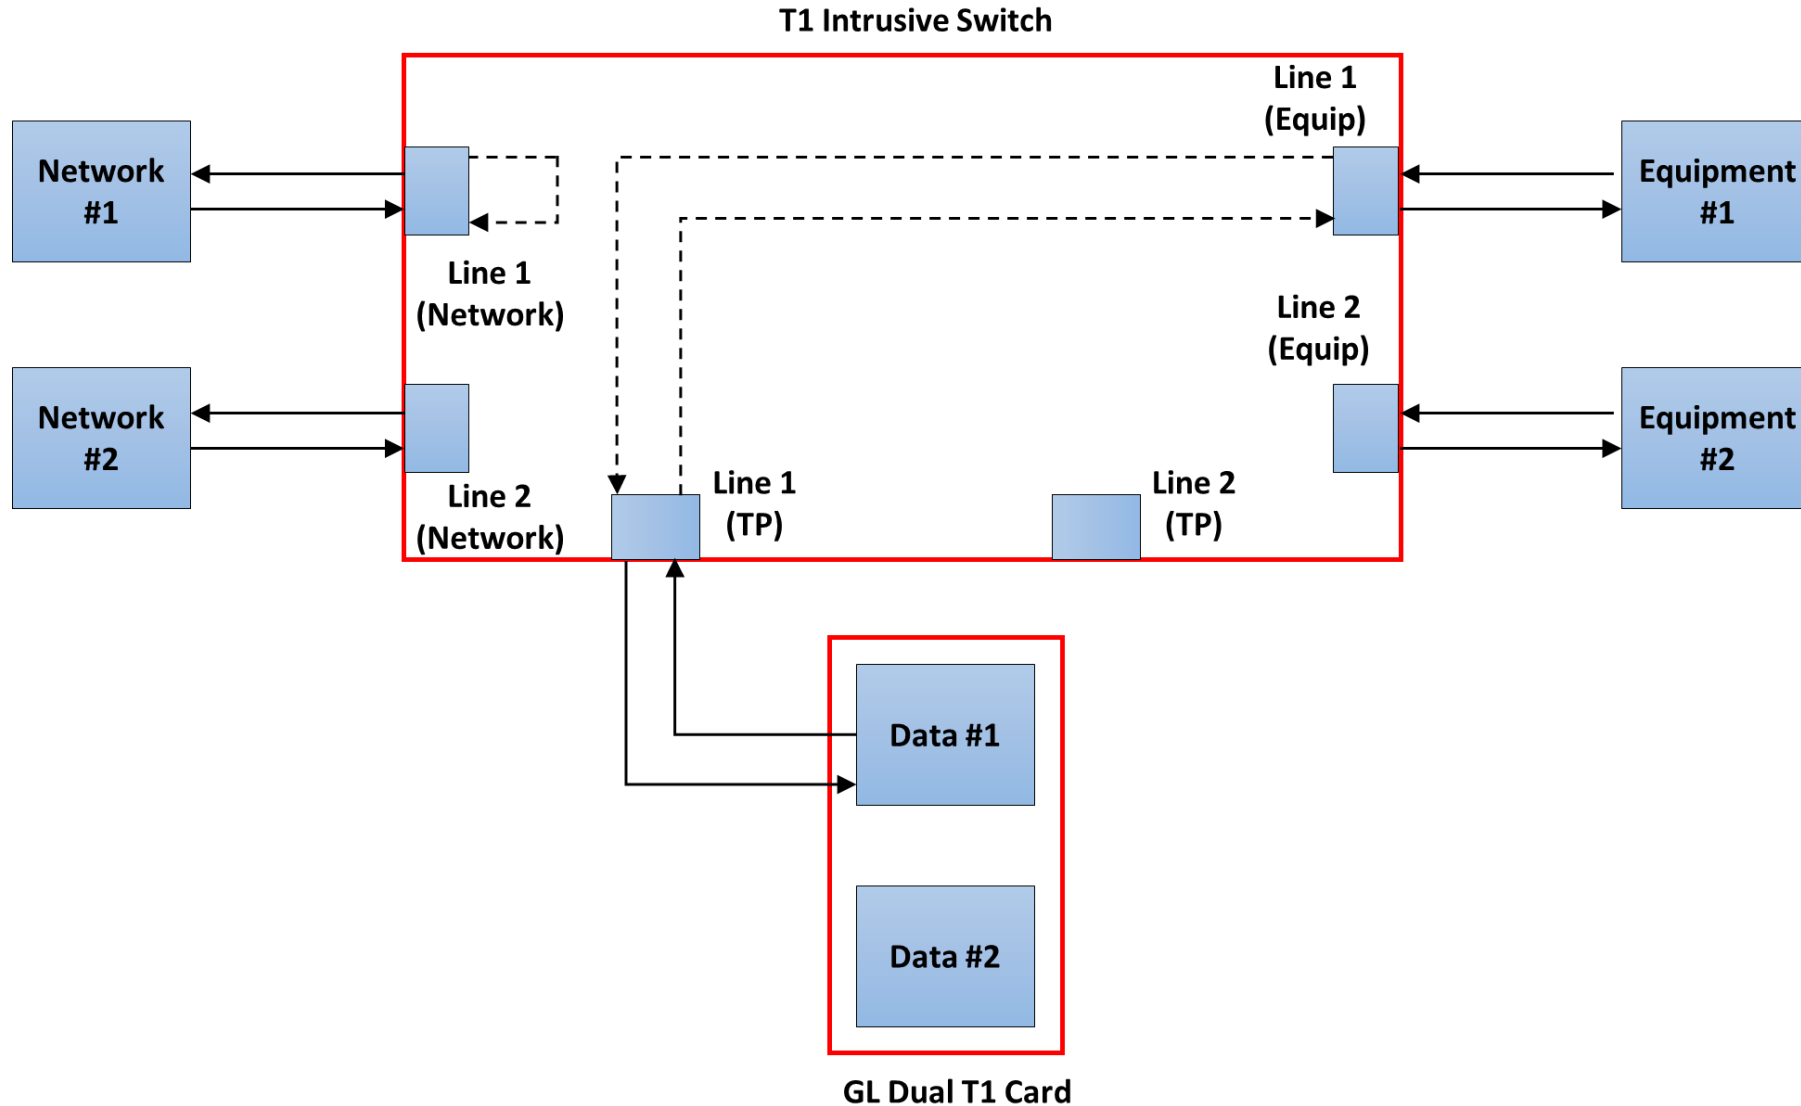 T1 Intrusive Switch
Line 1
(Equip)
Network
#1
Equipment
#1
Line 1
(Network)
Line 2
(Equip)
Network
#2
Equipment
#2
Line 2
(Network)
Line 1
(TP)
Line 2
(TP)
Data #1
Data #2
GL Dual T1 Card